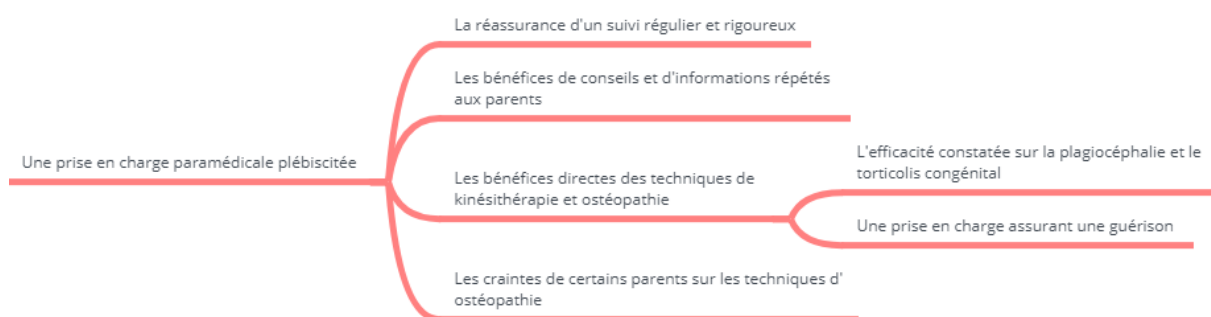 La réassurance d'un suivi régulier et rigoureux
Les bénéfices de conseils et d'informations répétés
aux parents
Une prise en charge paramédicale plébiscitée
Les bénéfices directes des techniques de
kinésithérapie et ostéopathie
L'efficacité constatée sur la plagiocéphalie et le
torticolis congénital
Une prise en charge assurant une guérison
Les craintes de certains parents sur les techniques d'
ostéopathie